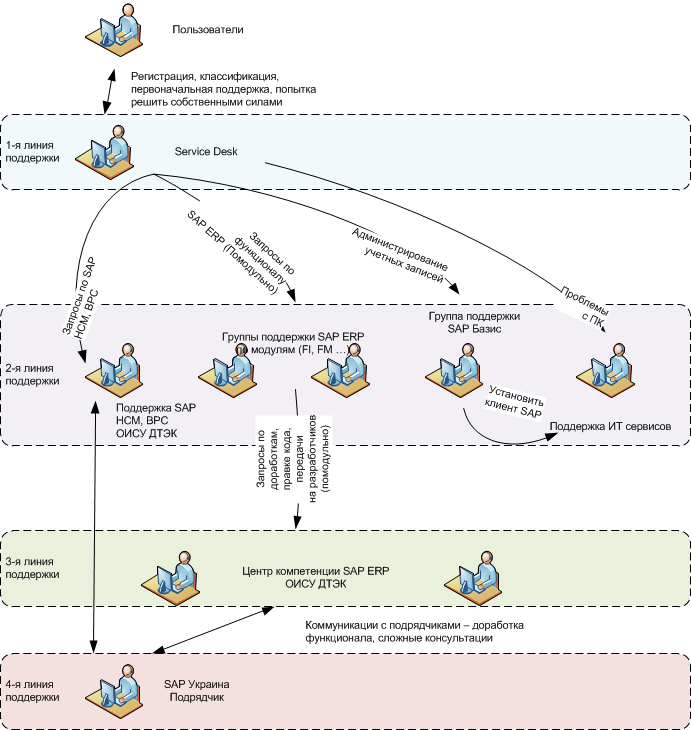 Пользователи
Регистрация, классификация,
первоначальная поддержка, попытка
решить собственными силами
1-я линия
поддержки
Service Desk
Запросы по SAP
HCM, BPC
Запросы по
функционалу
SAP ERP (Помодульно)
Администрирование
учетных записей
Проблемы
с ПК
2-я линия
поддержки
Группы поддержки SAP ERP
по модулям (FI, FM ...)
Группа поддержки
SAP Базис
Поддержка SAP
HCM, BPC
ОИСУ ДТЭК
Установить
клиент SAP
Поддержка ИТ сервисов
Запросы по
доработкам,
правке кода,
передачи
на разработчиков
(помодульно)
3-я линия
поддержки
Центр компетенции SAP ERP
ОИСУ ДТЭК
Коммуникации с подрядчиками – доработка
функционала, сложные консультации
4-я линия
поддержки
SAP Украина
Подрядчик